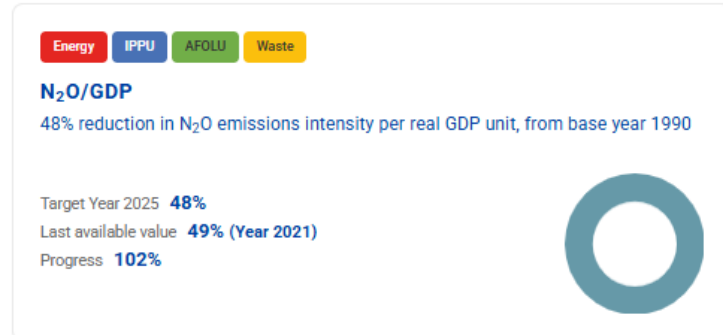 Energy IPPU AFOLU Waste
N₂O/GDP
48% reduction in N₂O emissions intensity per real GDP unit, from base year 1990
Target Year 2025 48%
Last available value 49% (Year 2021)
Progress 102%